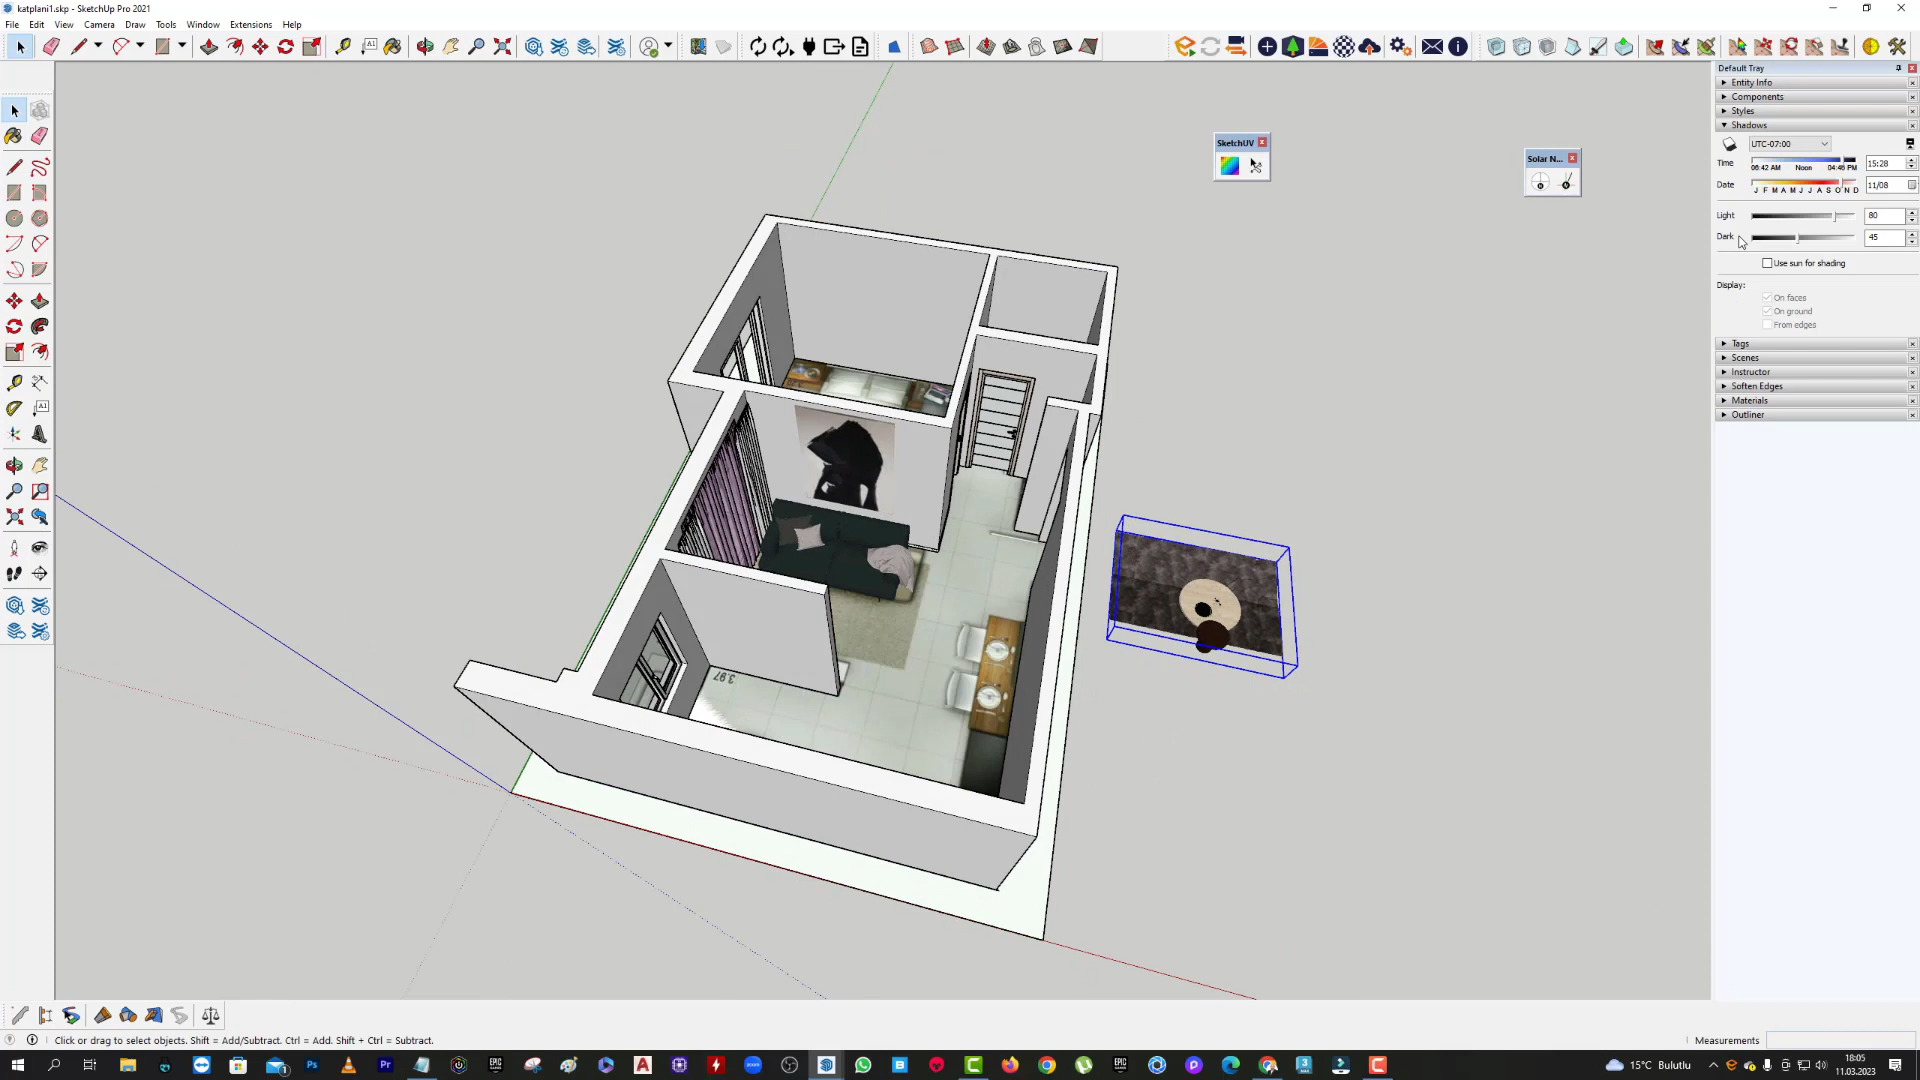 katplani1.skp - SketchUp Pro 2021
File Edit View Camera Draw Tools Window Extensions Help
Default Tray
Entity Info
Components
Styles
Shadows
UTC-07:00
Time 15:28
06:42 AM Noon 04:46 PM
Date 11/08
J F M A M J J A S O N D
Light 80
Dark 45
Use sun for shading
Display:
On faces
On ground
From edges
Tags
Scenes
Instructor
Soften Edges
Materials
Outliner
SketchUV
Solar N...
3.97
Click or drag to select objects. Shift = Add/Subtract. Ctrl = Add. Shift + Ctrl = Subtract.
Measurements
15°C Bulutlu
18:05
11.03.2023